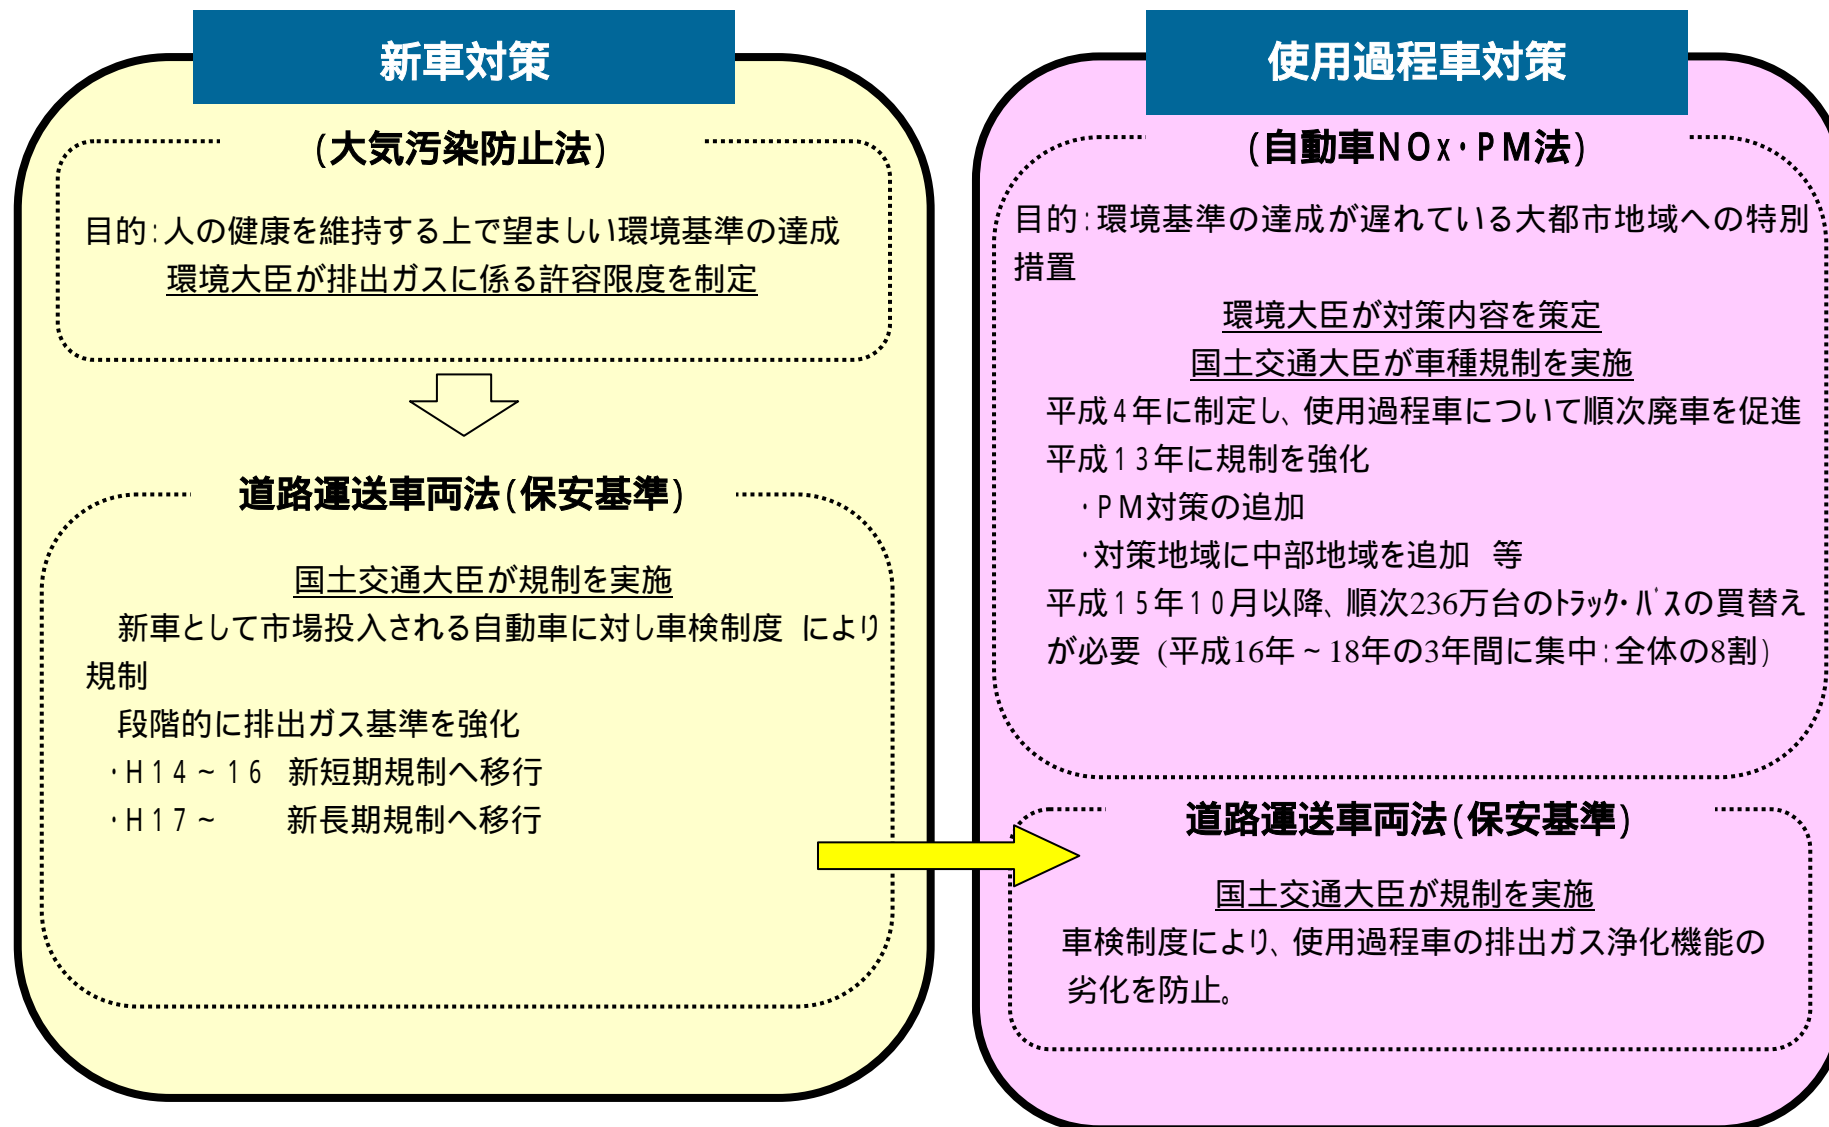 新車対策
(大気汚染防止法)
目的:人の健康を維持する上で望ましい環境基準の達成
環境大臣が排出ガスに係る許容限度を制定
道路運送車両法(保安基準)
国土交通大臣が規制を実施
新車として市場投入される自動車に対し車検制度 により
規制
段階的に排出ガス基準を強化
・H14~16 新短期規制へ移行
・H17~ 新長期規制へ移行
使用過程車対策
(自動車NOx・PM法)
目的:環境基準の達成が遅れている大都市地域への特別
措置
環境大臣が対策内容を策定
国土交通大臣が車種規制を実施
平成4年に制定し、使用過程車について順次廃車を促進
平成13年に規制を強化
・PM対策の追加
・対策地域に中部地域を追加 等
平成15年10月以降、順次236万台のトラック・バスの買替え
が必要 (平成16年~18年の3年間に集中:全体の8割)
道路運送車両法(保安基準)
国土交通大臣が規制を実施
車検制度により、使用過程車の排出ガス浄化機能の
劣化を防止。